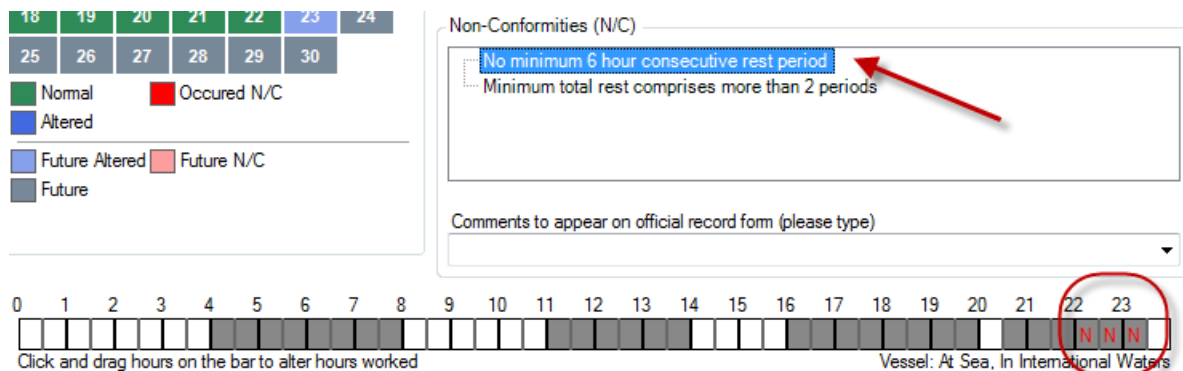 18 19 20 21 22 23 24
25 26 27 28 29 30
Normal Occured N/C
Altered
Future Altered Future N/C
Future
Non-Conformities (N/C)
No minimum 6 hour consecutive rest period
Minimum total rest comprises more than 2 periods
Comments to appear on official record form (please type)
0 1 2 3 4 5 6 7 8 9 10 11 12 13 14 15 16 17 18 19 20 21 22 23
N N N
Click and drag hours on the bar to alter hours worked Vessel: At Sea, In International Waters